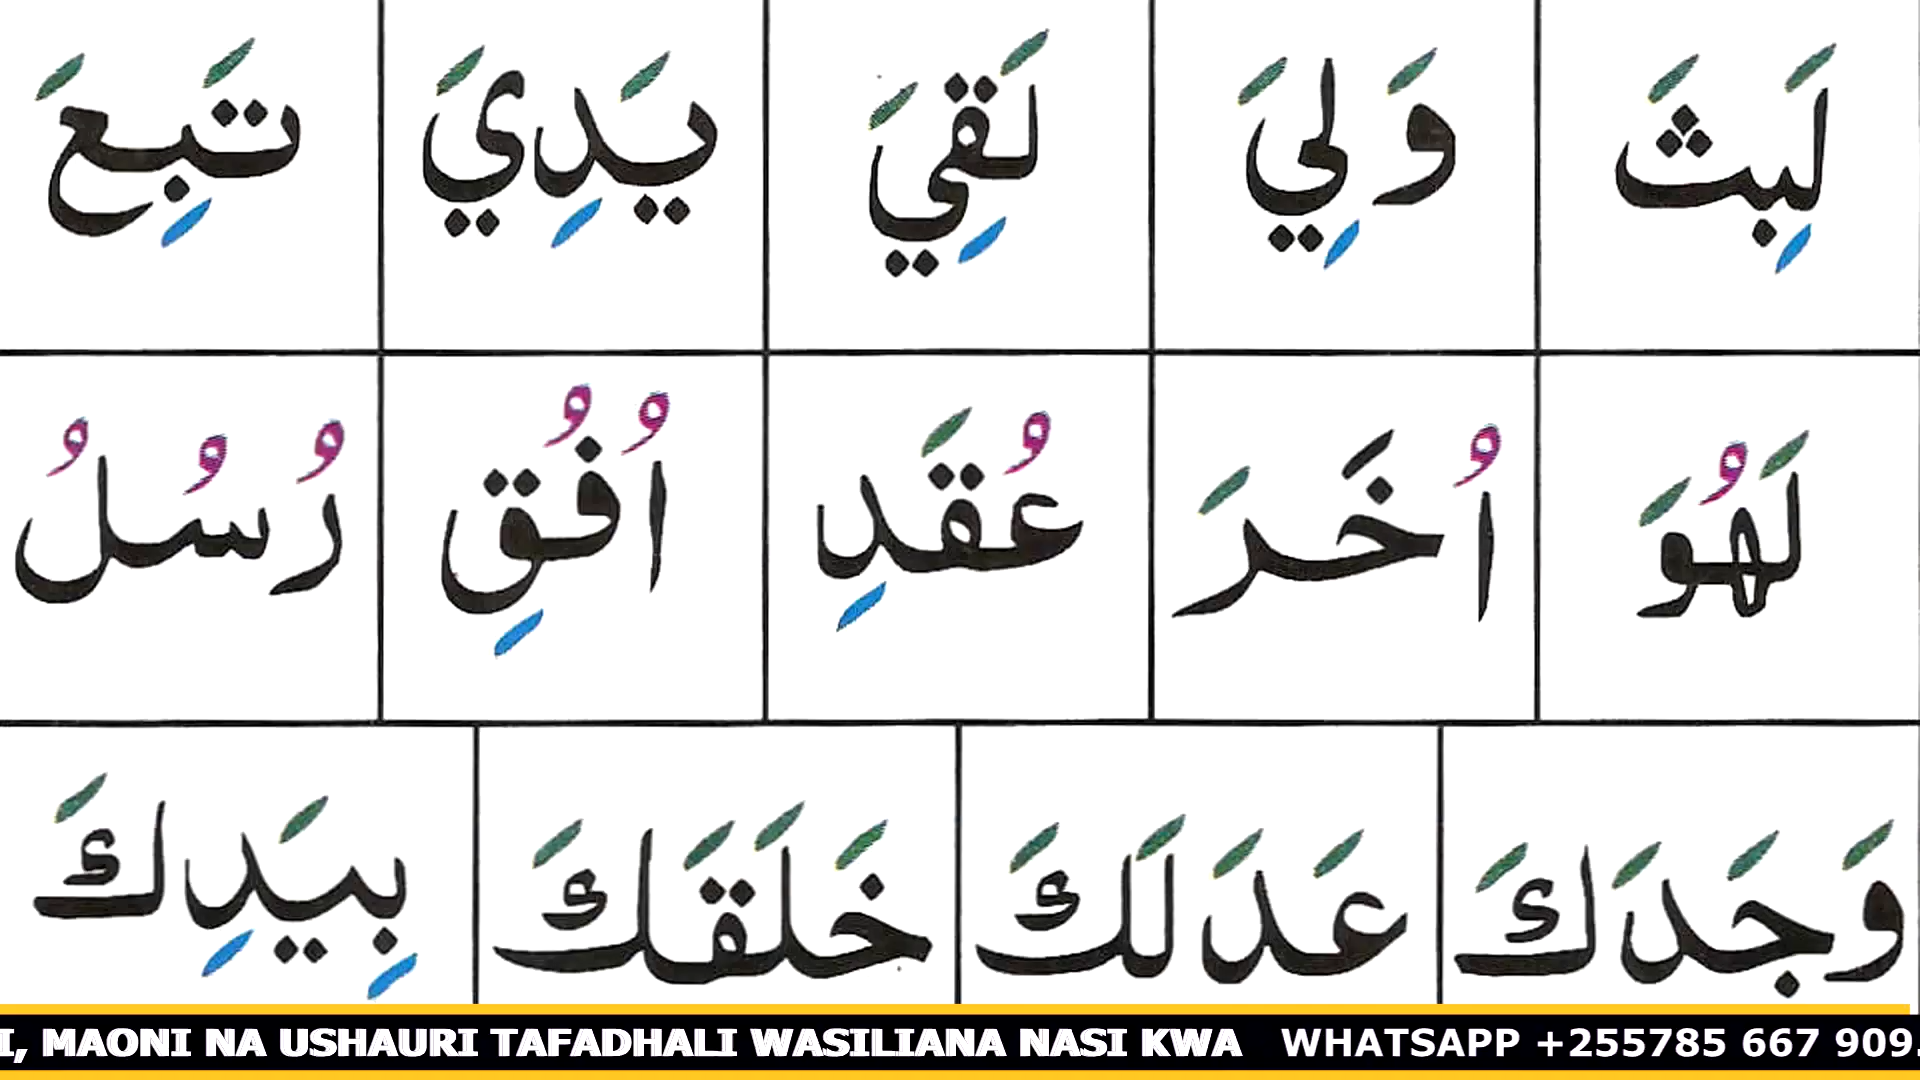 لَبِثَ وَلِيَ لَقِيَ يَدِيَ تَبِعَ
لَهُوَ اُخَرَ عُقَدِ اُفُقِ رُسُلُ
وَجَدَكَ عَدَلَكَ خَلَقَكَ بِيَدِكَ
I, MAONI NA USHAURI TAFADHALI WASILIANA NASI KWA WHATSAPP +255785 667 909.